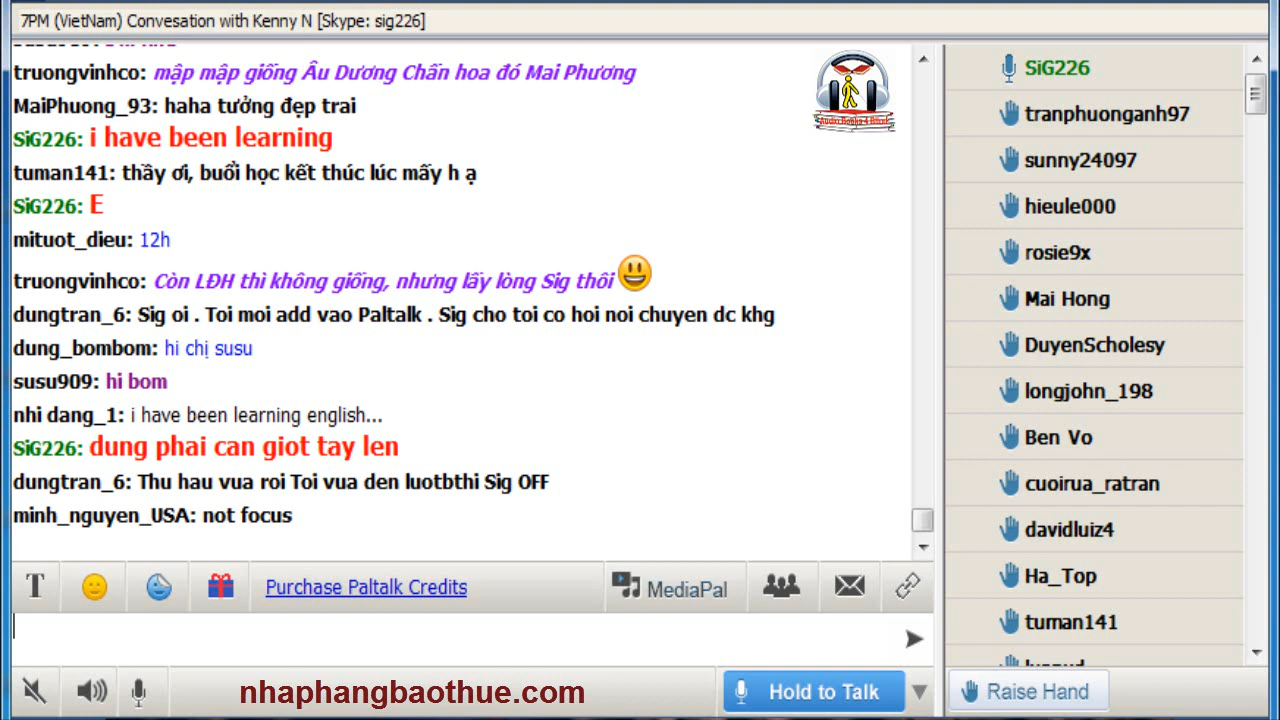 7PM (VietNam) Convesation with Kenny N [Skype: sig226]
truongvinhco: mập mập giống Âu Dương Chấn hoa đó Mai Phương
MaiPhuong_93: haha tưởng đẹp trai
SiG226: i have been learning
tuman141: thầy ơi, buổi học kết thúc lúc mấy h ạ
SiG226: E
mituot_dieu: 12h
truongvinhco: Còn LĐH thì không giống, nhưng lấy lòng Sig thôi
dungtran_6: Sig oi . Toi moi add vao Paltalk . Sig cho toi co hoi noi chuyen dc khg
dung_bombom: hi chị susu
susu909: hi bom
nhi dang_1: i have been learning english...
SiG226: dung phai can giot tay len
dungtran_6: Thu hau vua roi Toi vua den luotbthi Sig OFF
minh_nguyen_USA: not focus
T
Purchase Paltalk Credits
MediaPal
nhaphangbaothue.com
Hold to Talk
SiG226
tranphuonganh97
sunny24097
hieule000
rosie9x
Mai Hong
DuyenScholesy
longjohn_198
Ben Vo
cuoirua_ratran
davidluiz4
Ha_Top
tuman141
Raise Hand